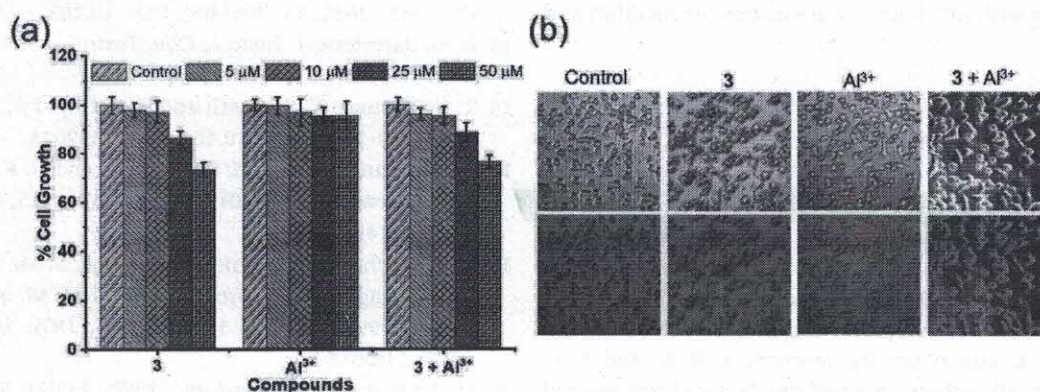 (a)
120
100
80
60
40
20
0
% Cell Growth
Control 5 µM 10 µM 25 µM 50 µM
3 Al³⁺ 3 + Al³⁺
Compounds
(b)
Control 3 Al³⁺ 3 + Al³⁺